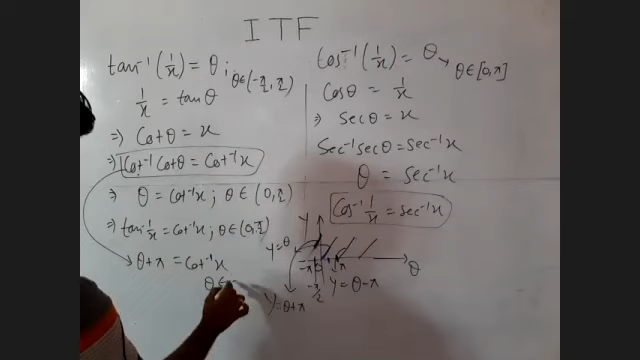 ITF
tan⁻¹(1/x) = θ ; θ∈(-π/2, π/2)
1/x = tanθ
⇒ Cotθ = x
⇒ Cot⁻¹Cotθ = Cot⁻¹x
⇒ θ = Cot⁻¹x ; θ∈(0, π/2)
⇒ tan⁻¹ 1/x = Cot⁻¹x ; θ∈(0, π/2)
θ+π = Cot⁻¹x
θ∈
Cos⁻¹(1/x) = θ → θ∈[0,π]
Cosθ = 1/x
⇒ Secθ = x
Sec⁻¹Secθ = Sec⁻¹x
θ = Sec⁻¹x
Cos⁻¹ 1/x = Sec⁻¹x
Y
Y=θ
-π
π
θ
-π/2
Y=θ+π
Y=θ-π